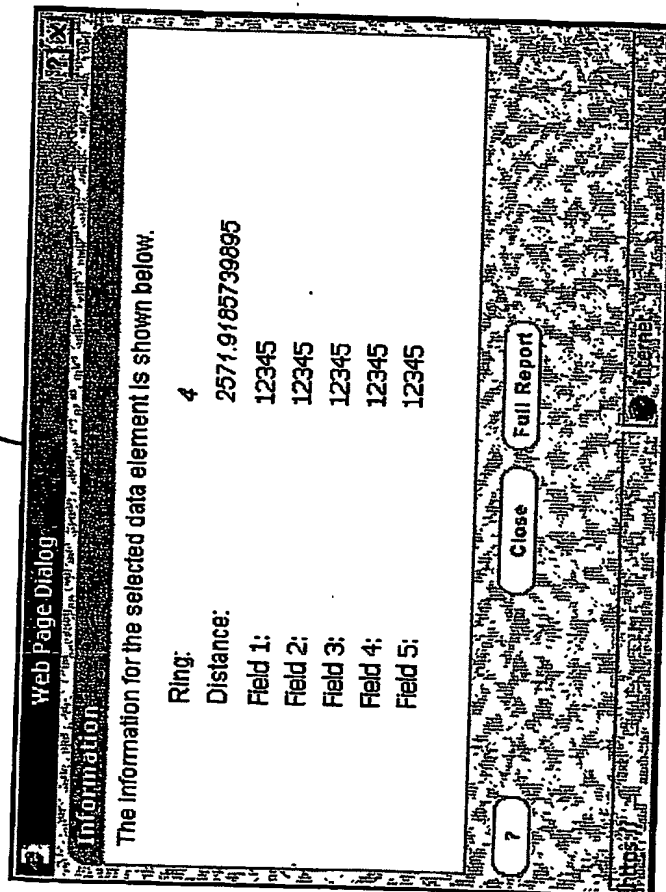 Web Page Dialog
Information
The information for the selected data element is shown below.
Ring: 4
Distance: 2571.9185739895
Field 1: 12345
Field 2: 12345
Field 3: 12345
Field 4: 12345
Field 5: 12345
? Close Full Report
https:// Internet